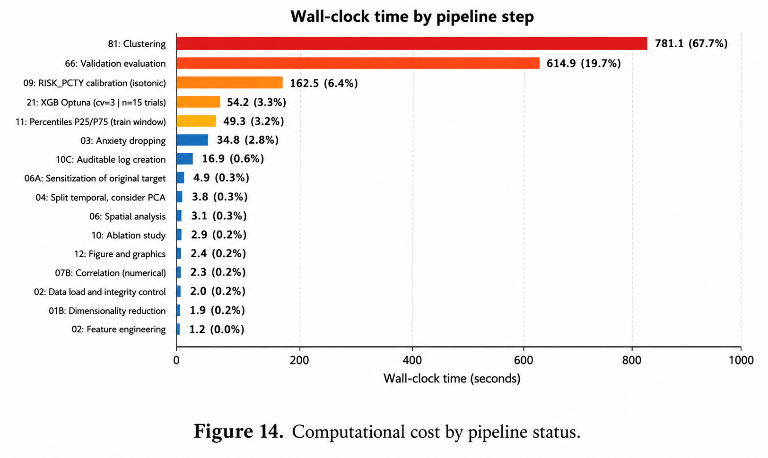 Wall-clock time by pipeline step
81: Clustering 781.1 (67.7%)
66: Validation evaluation 614.9 (19.7%)
09: RISK_PCTY calibration (isotonic) 162.5 (6.4%)
21: XGB Optuna (cv=3 | n=15 trials) 54.2 (3.3%)
11: Percentiles P25/P75 (train window) 49.3 (3.2%)
03: Anxiety dropping 34.8 (2.8%)
10C: Auditable log creation 16.9 (0.6%)
06A: Sensitization of original target 4.9 (0.3%)
04: Split temporal, consider PCA 3.8 (0.3%)
06: Spatial analysis 3.1 (0.3%)
10: Ablation study 2.9 (0.2%)
12: Figure and graphics 2.4 (0.2%)
07B: Correlation (numerical) 2.3 (0.2%)
02: Data load and integrity control 2.0 (0.2%)
01B: Dimensionality reduction 1.9 (0.2%)
02: Feature engineering 1.2 (0.0%)
0 200 400 600 800 1000
Wall-clock time (seconds)
Figure 14. Computational cost by pipeline status.